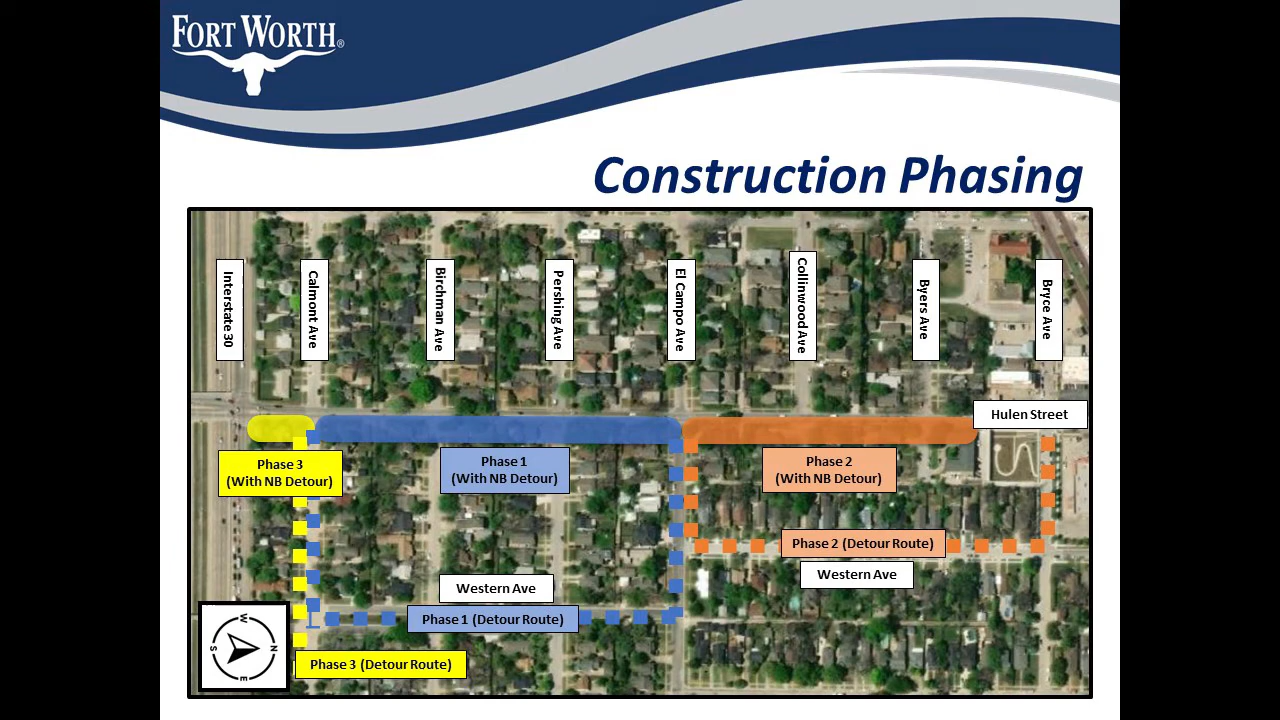 FORT WORTH®
Construction Phasing
Interstate 30
Calmont Ave
Birchman Ave
Pershing Ave
El Campo Ave
Collinwood Ave
Byers Ave
Bryce Ave
Hulen Street
Phase 3
(With NB Detour)
Phase 1
(With NB Detour)
Phase 2
(With NB Detour)
Phase 2 (Detour Route)
Western Ave
Western Ave
Phase 1 (Detour Route)
Phase 3 (Detour Route)
W
S
N
E